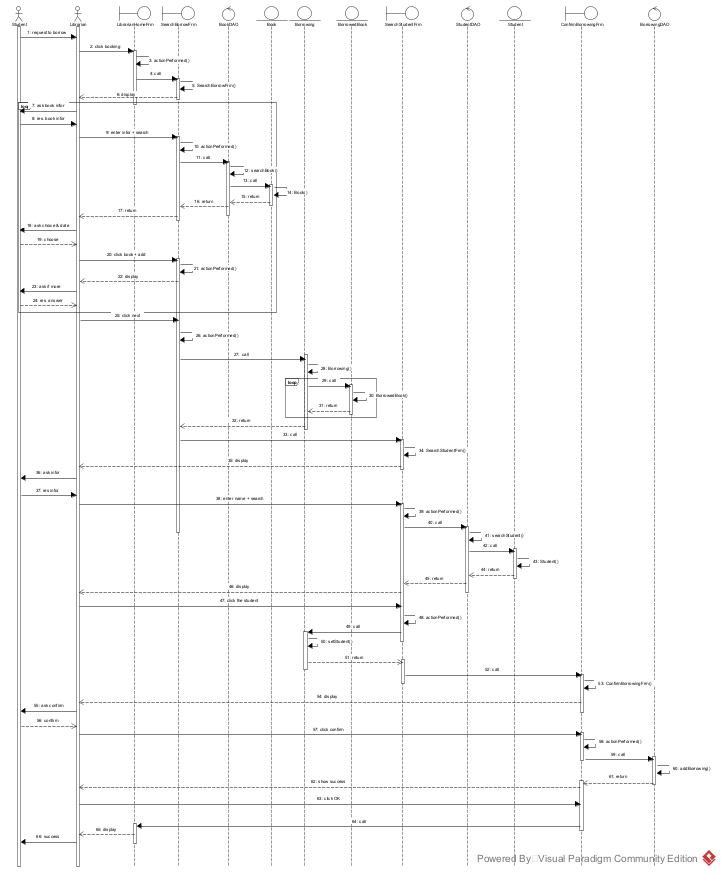 Student Librarian LibrarianHomeFrm SearchBorrowFrm BookDAO Book Borrowing BorrowedBook SearchStudentFrm StudentDAO Student ConfirmBorrowingFrm BorrowingDAO
1: request to borrow
2: click booking
3: actionPerformed()
4: call
5: SearchBorrowFrm()
6: display
loop
7: ask book infor
8: res. book infor
9: enter infor + search
10: actionPerformed()
11: call
12: searchBook()
13: call
14: Book()
15: return
16: return
17: return
18: ask choose & date
19: choose
20: click book + add
21: actionPerformed()
22: display
23: ask if more
24: res. answer
25: click next
26: actionPerformed()
27: call
28: Borrowing()
loop
29: call
30: BorrowedBook()
31: return
32: return
33: call
34: SearchStudentFrm()
35: display
36: ask infor
37: res infor
38: enter name + search
39: actionPerformed()
40: call
41: searchStudent()
42: call
43: Student()
44: return
45: return
46: display
47: click the student
48: actionPerformed()
49: call
50: setStudent()
51: return
52: call
53: ConfirmBorrowingFrm()
54: display
55: ask confirm
56: confirm
57: click confirm
58: actionPerformed()
59: call
60: addBorrowing()
61: return
62: show success
63: click OK
64: call
65: display
66: success
Powered By Visual Paradigm Community Edition